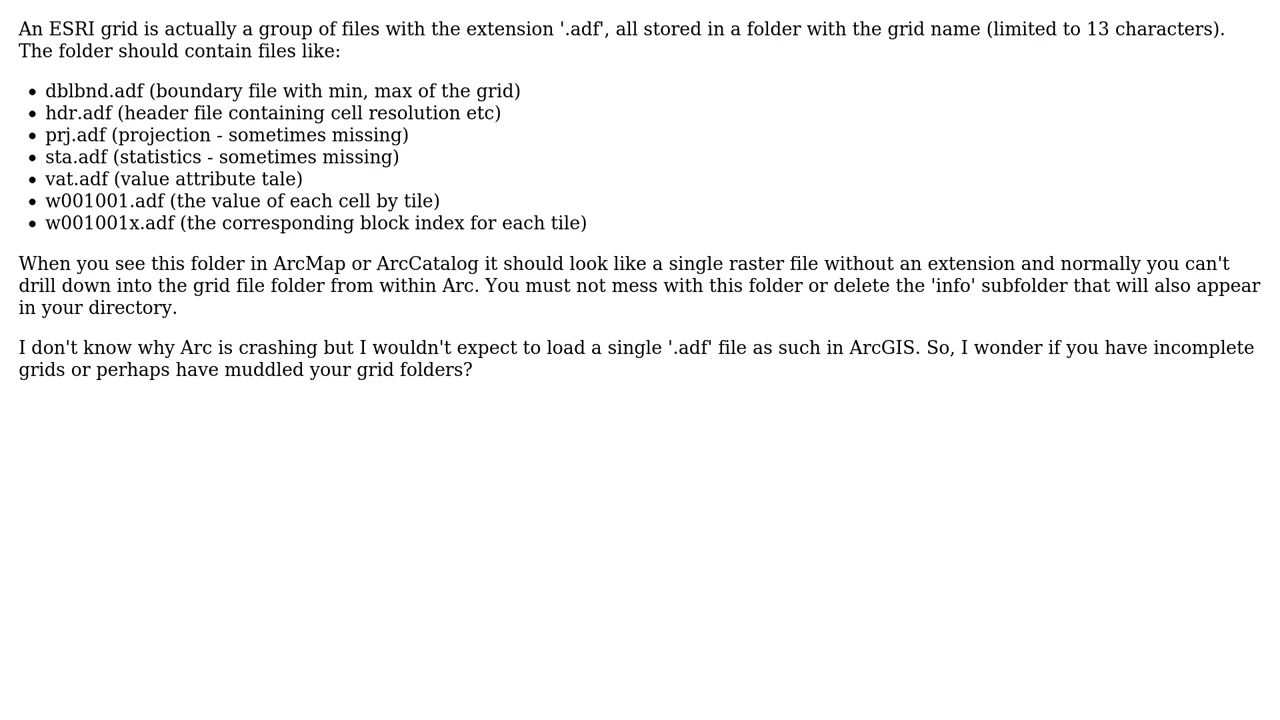 An ESRI grid is actually a group of files with the extension '.adf', all stored in a folder with the grid name (limited to 13 characters).
The folder should contain files like:
• dblbnd.adf (boundary file with min, max of the grid)
• hdr.adf (header file containing cell resolution etc)
• prj.adf (projection - sometimes missing)
• sta.adf (statistics - sometimes missing)
• vat.adf (value attribute tale)
• w001001.adf (the value of each cell by tile)
• w001001x.adf (the corresponding block index for each tile)
When you see this folder in ArcMap or ArcCatalog it should look like a single raster file without an extension and normally you can't
drill down into the grid file folder from within Arc. You must not mess with this folder or delete the 'info' subfolder that will also appear
in your directory.
I don't know why Arc is crashing but I wouldn't expect to load a single '.adf' file as such in ArcGIS. So, I wonder if you have incomplete
grids or perhaps have muddled your grid folders?